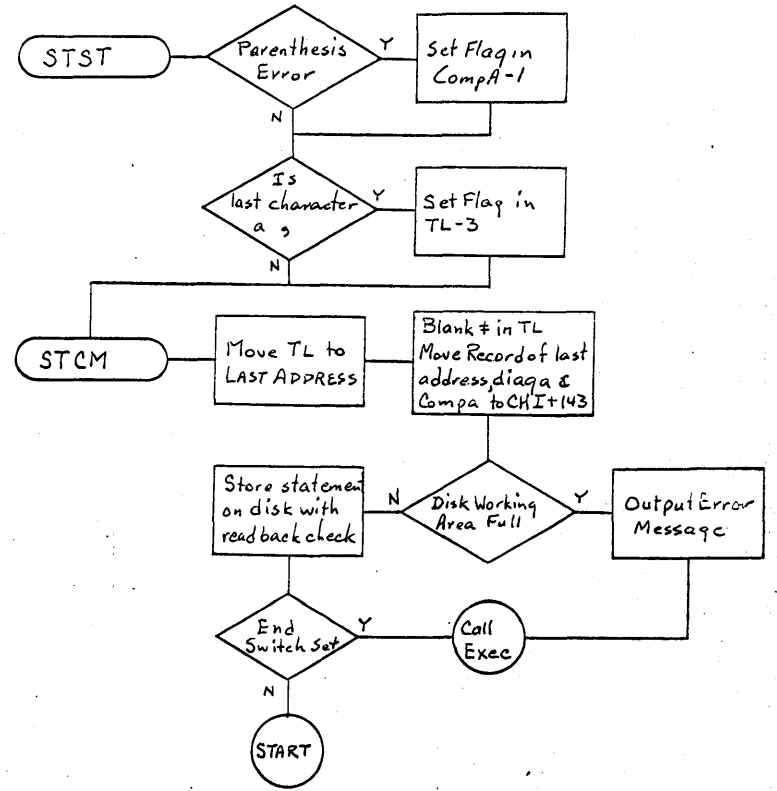 STST
Parenthesis
Error
Y
Set Flag in
CompA-1
N
Is
last character
a ,
Y
Set Flag in
TL-3
N
STCM
Move TL to
LAST ADDRESS
Blank ‡ in TL
Move Record of last
address, diaga &
Compa to CHI+143
Store statement
on disk with
read back check
N
Disk Working
Area Full
Y
Output Error
Message
End
Switch Set
Y
Call
Exec
N
START